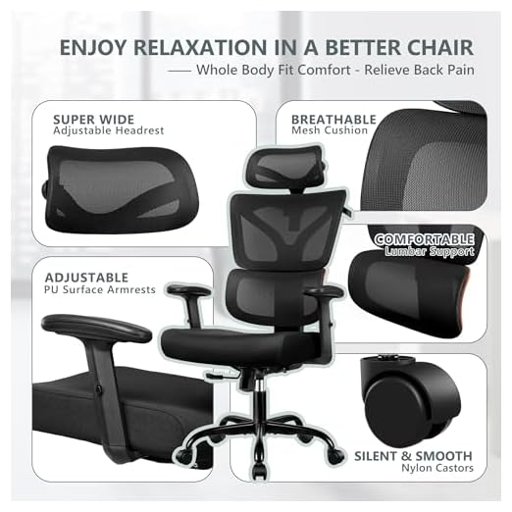 ENJOY RELAXATION IN A BETTER CHAIR
Whole Body Fit Comfort - Relieve Back Pain
SUPER WIDE
Adjustable Headrest
BREATHABLE
Mesh Cushion
COMFORTABLE
Lumbar Support
ADJUSTABLE
PU Surface Armrests
SILENT & SMOOTH
Nylon Castors